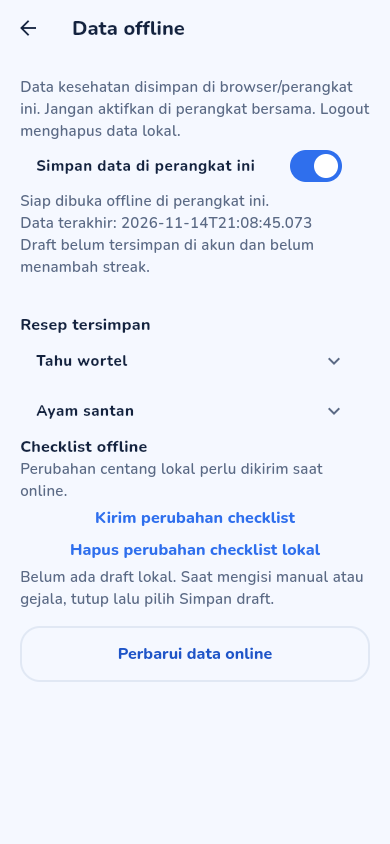 Data offline
Data kesehatan disimpan di browser/perangkat
ini. Jangan aktifkan di perangkat bersama. Logout
menghapus data lokal.
Simpan data di perangkat ini
Siap dibuka offline di perangkat ini.
Data terakhir: 2026-11-14T21:08:45.073
Draft belum tersimpan di akun dan belum
menambah streak.
Resep tersimpan
Tahu wortel
Ayam santan
Checklist offline
Perubahan centang lokal perlu dikirim saat
online.
Kirim perubahan checklist
Hapus perubahan checklist lokal
Belum ada draft lokal. Saat mengisi manual atau
gejala, tutup lalu pilih Simpan draft.
Perbarui data online